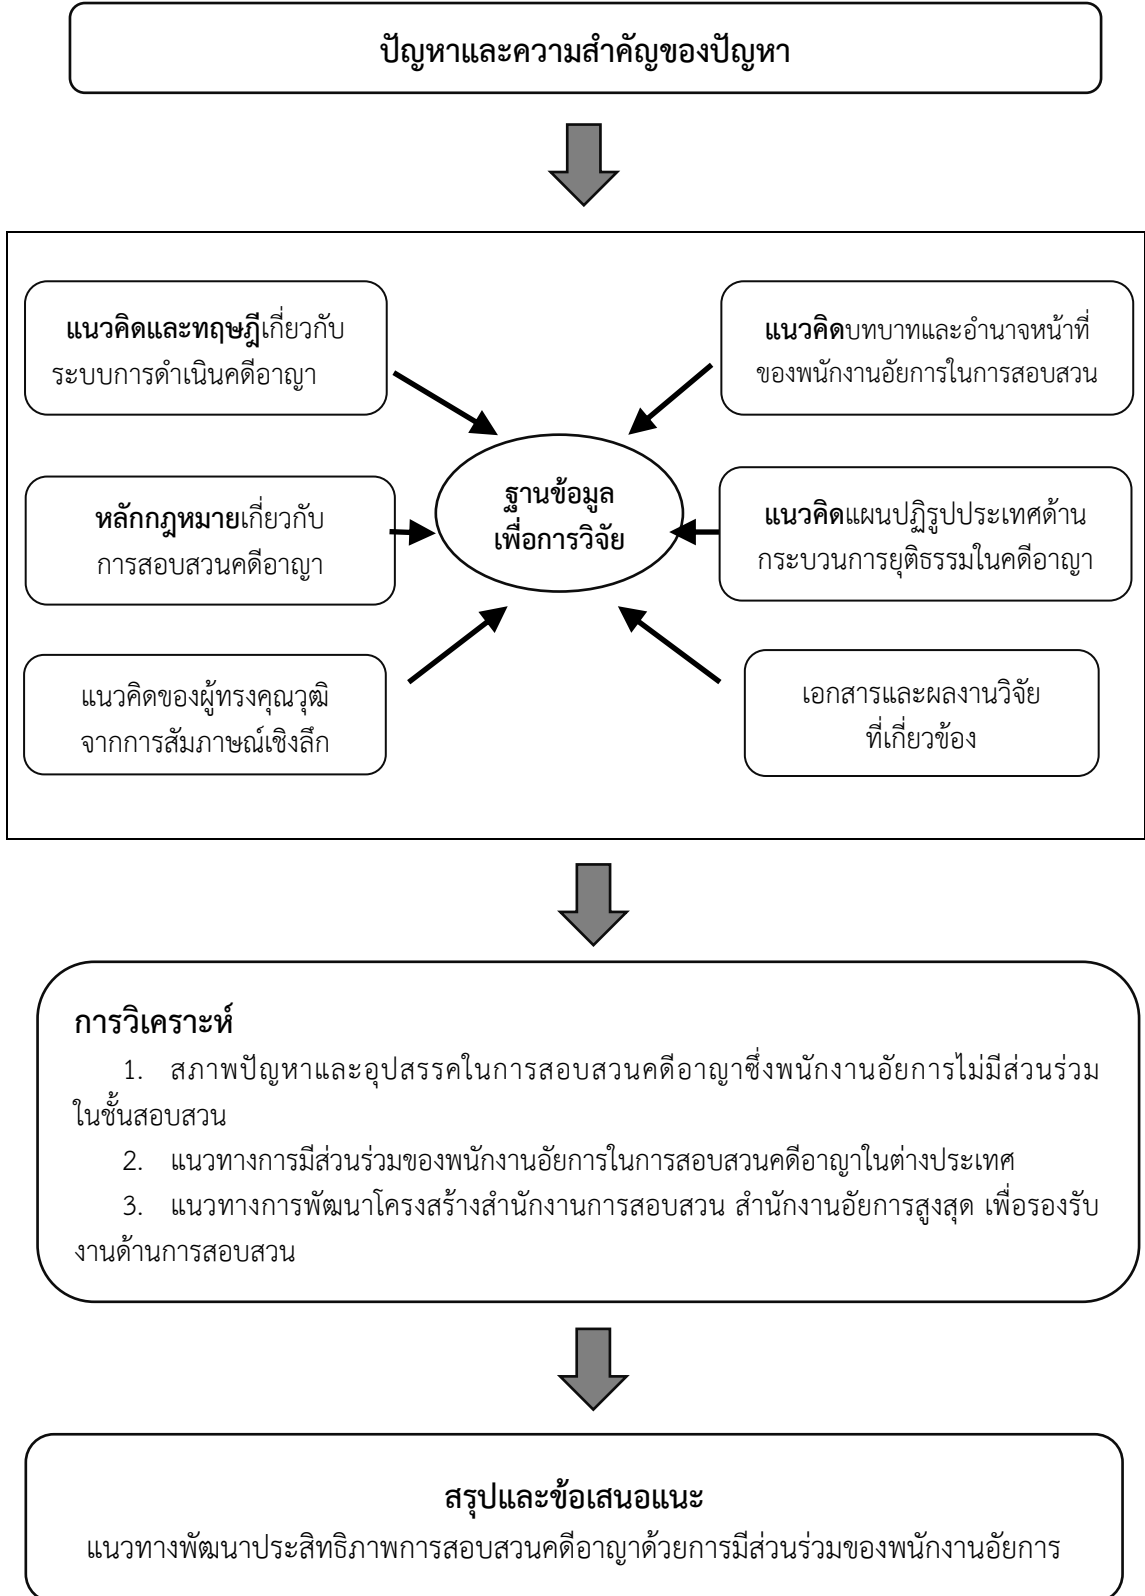 ปัญหาและความสำคัญของปัญหา
แนวคิดและทฤษฎีเกี่ยวกับ
ระบบการดำเนินคดีอาญา
แนวคิดบทบาทและอำนาจหน้าที่
ของพนักงานอัยการในการสอบสวน
หลักกฎหมายเกี่ยวกับ
การสอบสวนคดีอาญา
ฐานข้อมูล
เพื่อการวิจัย
แนวคิดแผนปฏิรูปประเทศด้าน
กระบวนการยุติธรรมในคดีอาญา
แนวคิดของผู้ทรงคุณวุฒิ
จากการสัมภาษณ์เชิงลึก
เอกสารและผลงานวิจัย
ที่เกี่ยวข้อง
การวิเคราะห์
1. สภาพปัญหาและอุปสรรคในการสอบสวนคดีอาญาซึ่งพนักงานอัยการไม่มีส่วนร่วม
ในชั้นสอบสวน
2. แนวทางการมีส่วนร่วมของพนักงานอัยการในการสอบสวนคดีอาญาในต่างประเทศ
3. แนวทางการพัฒนาโครงสร้างสำนักงานการสอบสวน สำนักงานอัยการสูงสุด เพื่อรองรับ
งานด้านการสอบสวน
สรุปและข้อเสนอแนะ
แนวทางพัฒนาประสิทธิภาพการสอบสวนคดีอาญาด้วยการมีส่วนร่วมของพนักงานอัยการ